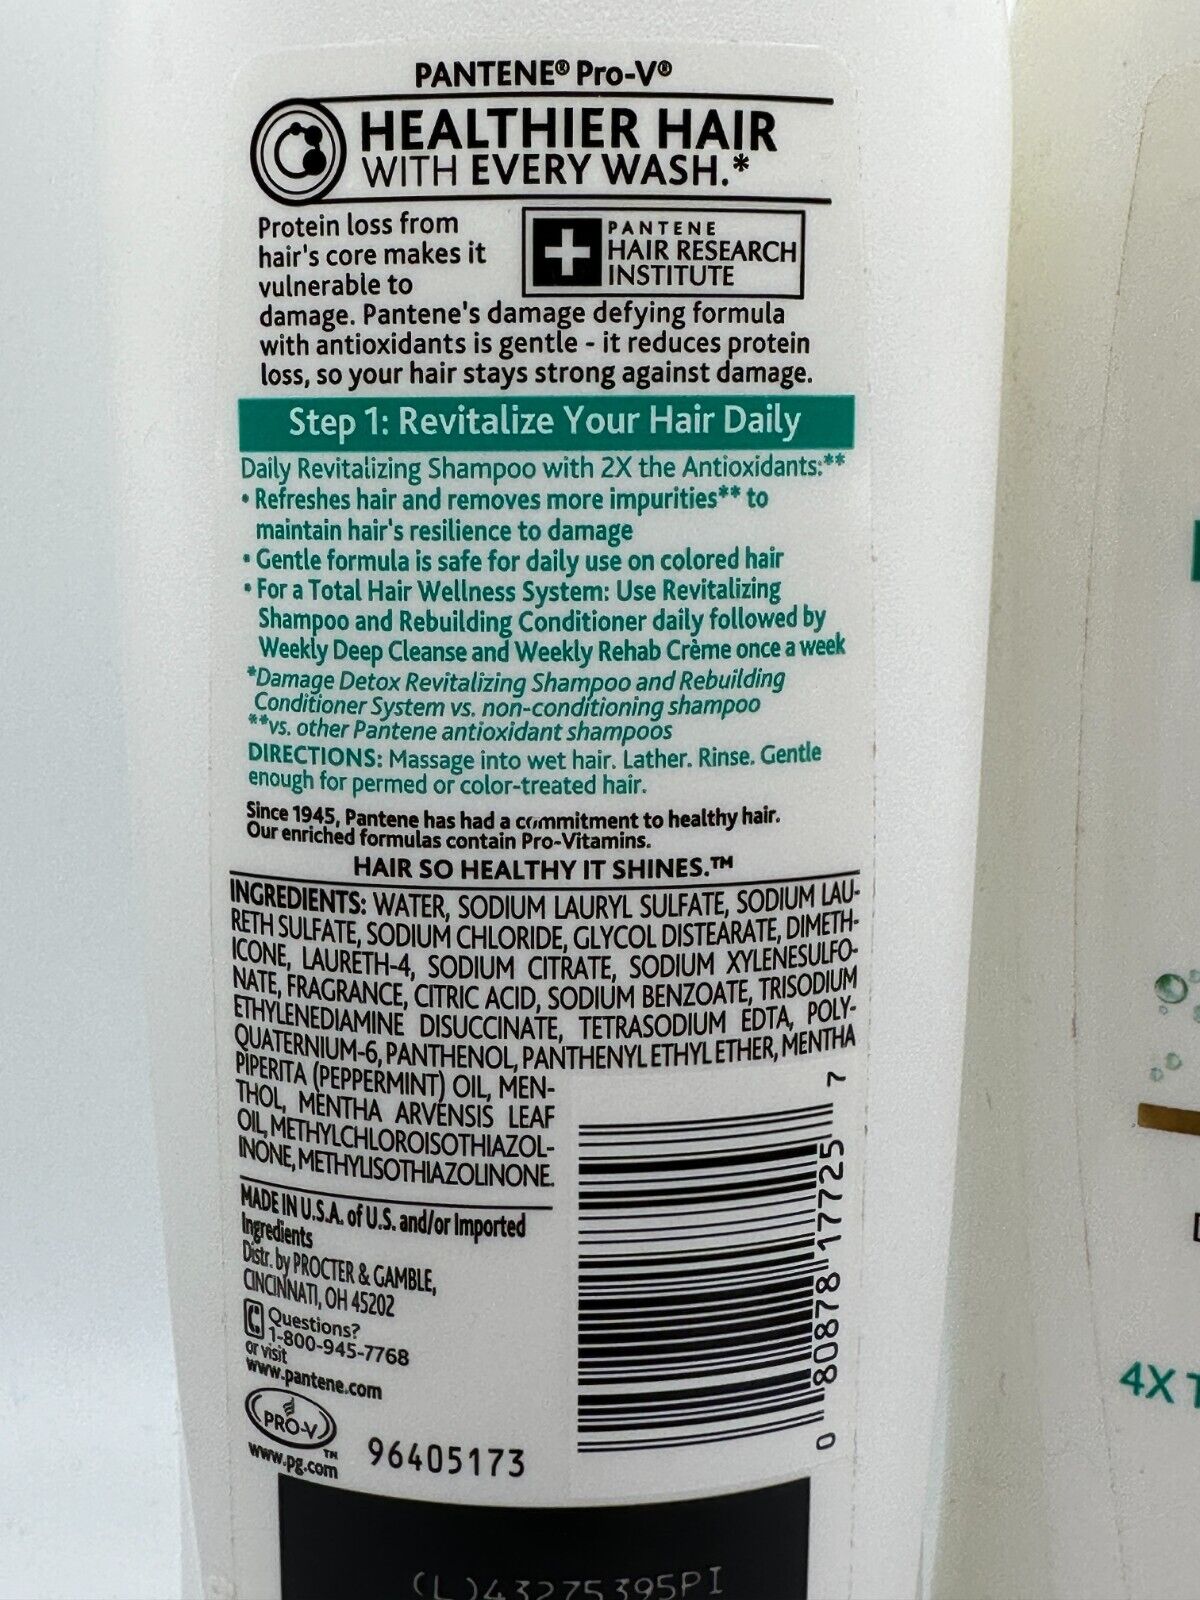 PANTENE® Pro-V®
HEALTHIER HAIR
WITH EVERY WASH.*
Protein loss from
hair's core makes it
vulnerable to
PANTENE
HAIR RESEARCH
INSTITUTE
damage. Pantene's damage defying formula
with antioxidants is gentle - it reduces protein
loss, so your hair stays strong against damage.
Step 1: Revitalize Your Hair Daily
Daily Revitalizing Shampoo with 2X the Antioxidants:**
• Refreshes hair and removes more impurities** to
maintain hair's resilience to damage
• Gentle formula is safe for daily use on colored hair
• For a Total Hair Wellness System: Use Revitalizing
Shampoo and Rebuilding Conditioner daily followed by
Weekly Deep Cleanse and Weekly Rehab Crème once a week
*Damage Detox Revitalizing Shampoo and Rebuilding
Conditioner System vs. non-conditioning shampoo
**vs. other Pantene antioxidant shampoos
DIRECTIONS: Massage into wet hair. Lather. Rinse. Gentle
enough for permed or color-treated hair.
Since 1945, Pantene has had a commitment to healthy hair.
Our enriched formulas contain Pro-Vitamins.
HAIR SO HEALTHY IT SHINES.™
INGREDIENTS: WATER, SODIUM LAURYL SULFATE, SODIUM LAU-
RETH SULFATE, SODIUM CHLORIDE, GLYCOL DISTEARATE, DIMETH-
ICONE, LAURETH-4, SODIUM CITRATE, SODIUM XYLENESULFO-
NATE, FRAGRANCE, CITRIC ACID, SODIUM BENZOATE, TRISODIUM
ETHYLENEDIAMINE DISUCCINATE, TETRASODIUM EDTA, POLY-
QUATERNIUM-6, PANTHENOL, PANTHENYL ETHYL ETHER, MENTHA
PIPERITA (PEPPERMINT) OIL, MEN-
THOL, MENTHA ARVENSIS LEAF
OIL, METHYLCHLOROISOTHIAZOL-
INONE, METHYLISOTHIAZOLINONE.
MADE IN U.S.A. of U.S. and/or Imported
Ingredients
Distr. by PROCTER & GAMBLE,
CINCINNATI, OH 45202
Questions?
1-800-945-7768
or visit
www.pantene.com
PRO-V™
www.pg.com
96405173
0 80878 17725 7
(L)43275395PI
4X